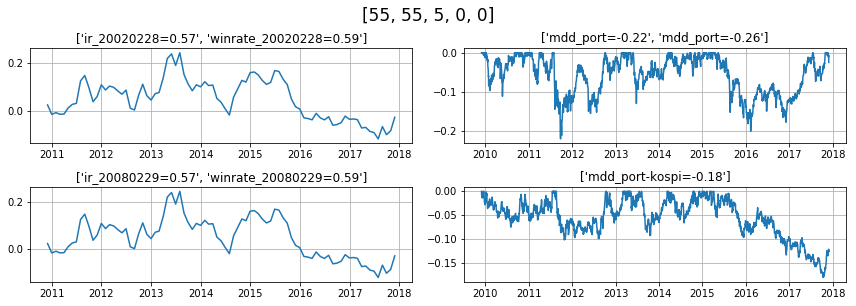 [55, 55, 5, 0, 0]
['ir_20020228=0.57', 'winrate_20020228=0.59']
0.2
0.0
2011 2012 2013 2014 2015 2016 2017 2018
['mdd_port=-0.22', 'mdd_port=-0.26']
0.0
−0.1
−0.2
2010 2011 2012 2013 2014 2015 2016 2017 2018
['ir_20080229=0.57', 'winrate_20080229=0.59']
0.2
0.0
2011 2012 2013 2014 2015 2016 2017 2018
['mdd_port-kospi=-0.18']
0.00
−0.05
−0.10
−0.15
2010 2011 2012 2013 2014 2015 2016 2017 2018